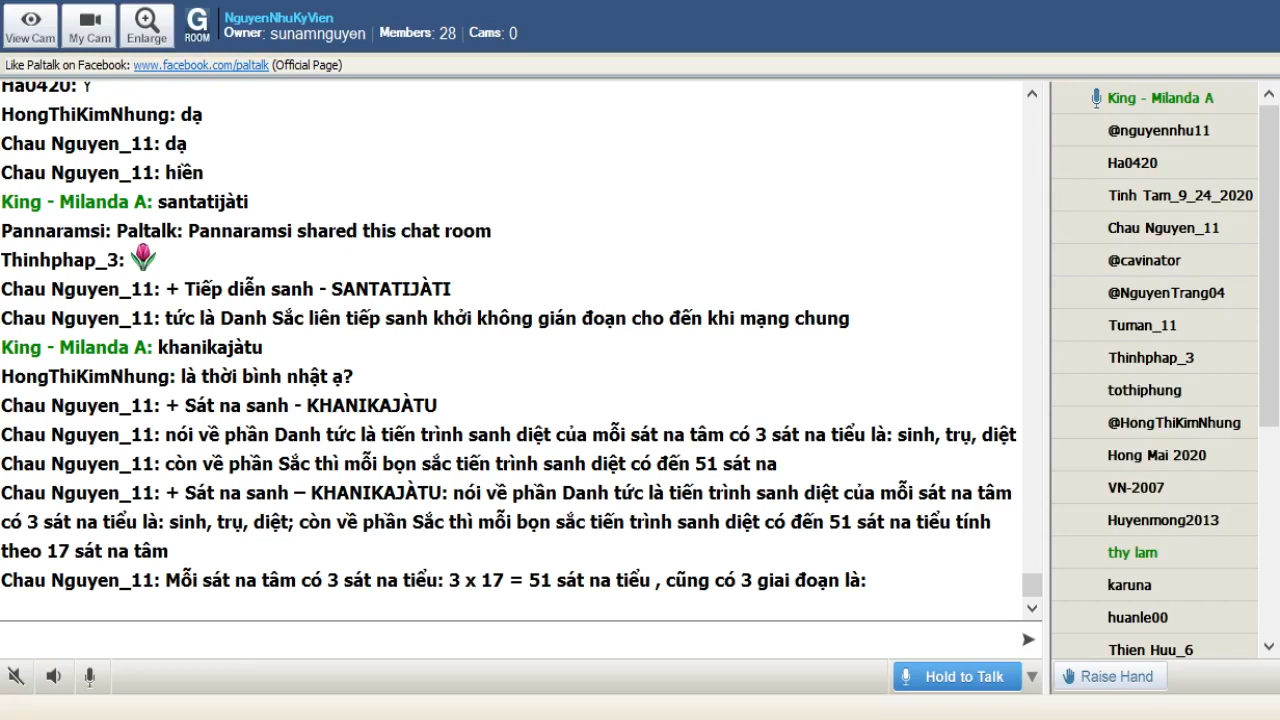 View Cam
My Cam
Enlarge
G
ROOM
NguyenNhuKyVien
Owner: sunamnguyen
Members: 28
Cams: 0
Like Paltalk on Facebook: www.facebook.com/paltalk (Official Page)
Ha0420: Y
HongThiKimNhung: dạ
Chau Nguyen_11: dạ
Chau Nguyen_11: hiền
King - Milanda A: santatijàti
Pannaramsi: Paltalk: Pannaramsi shared this chat room
Thinhphap_3:
Chau Nguyen_11: + Tiếp diễn sanh - SANTATIJÀTI
Chau Nguyen_11: tức là Danh Sắc liên tiếp sanh khởi không gián đoạn cho đến khi mạng chung
King - Milanda A: khanikajàtu
HongThiKimNhung: là thời bình nhật ạ?
Chau Nguyen_11: + Sát na sanh - KHANIKAJÀTU
Chau Nguyen_11: nói về phần Danh tức là tiến trình sanh diệt của mỗi sát na tâm có 3 sát na tiểu là: sinh, trụ, diệt
Chau Nguyen_11: còn về phần Sắc thì mỗi bọn sắc tiến trình sanh diệt có đến 51 sát na
Chau Nguyen_11: + Sát na sanh – KHANIKAJÀTU: nói về phần Danh tức là tiến trình sanh diệt của mỗi sát na tâm
có 3 sát na tiểu là: sinh, trụ, diệt; còn về phần Sắc thì mỗi bọn sắc tiến trình sanh diệt có đến 51 sát na tiểu tính
theo 17 sát na tâm
Chau Nguyen_11: Mỗi sát na tâm có 3 sát na tiểu: 3 x 17 = 51 sát na tiểu , cũng có 3 giai đoạn là:
King - Milanda A
@nguyennhu11
Ha0420
Tinh Tam_9_24_2020
Chau Nguyen_11
@cavinator
@NguyenTrang04
Tuman_11
Thinhphap_3
tothiphung
@HongThiKimNhung
Hong Mai 2020
VN-2007
Huyenmong2013
thy lam
karuna
huanle00
Thien Huu_6
Hold to Talk
Raise Hand